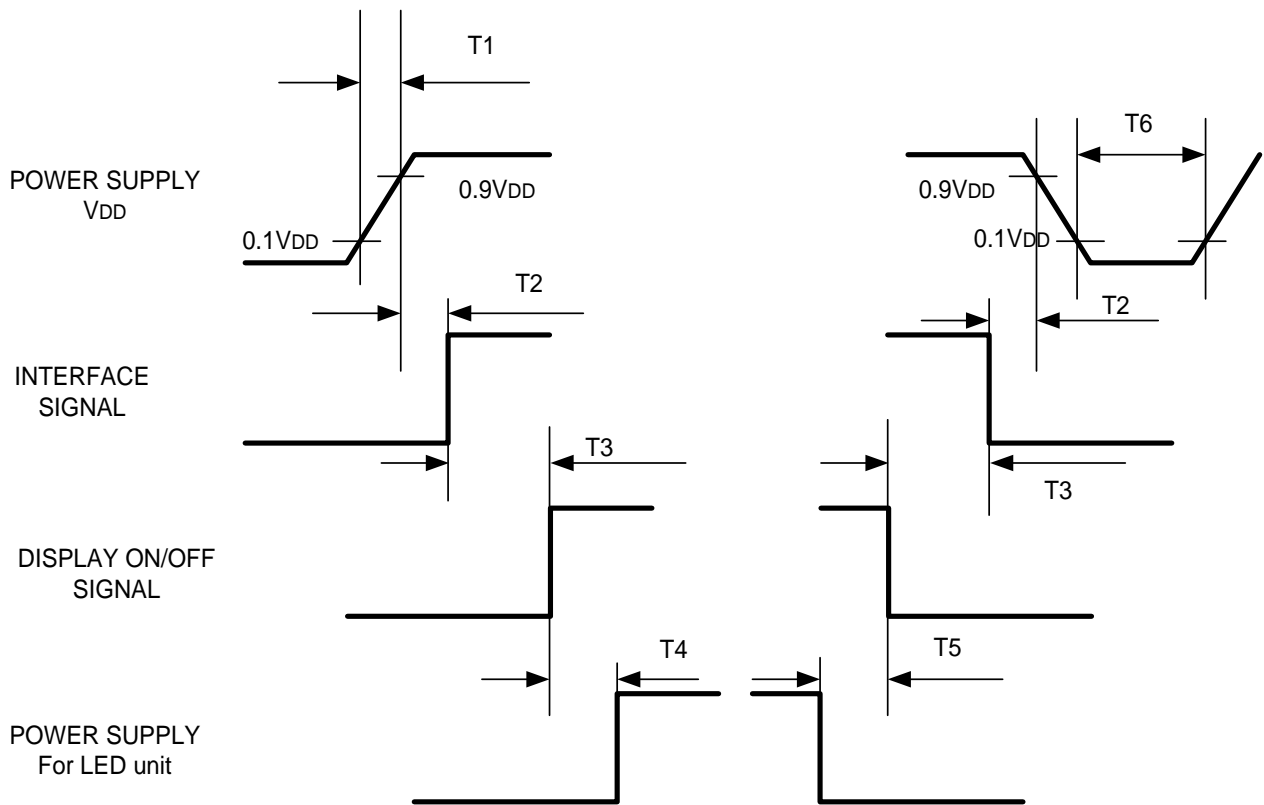 T1
T6
POWER SUPPLY
VDD
0.9VDD
0.9VDD
0.1VDD
0.1VDD
T2
T2
INTERFACE
SIGNAL
T3
T3
DISPLAY ON/OFF
SIGNAL
T4
T5
POWER SUPPLY
For LED unit